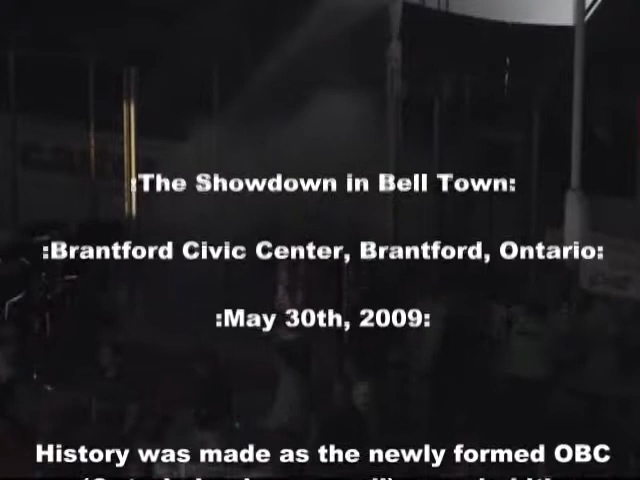 :The Showdown in Bell Town:
:Brantford Civic Center, Brantford, Ontario:
:May 30th, 2009:
History was made as the newly formed OBC